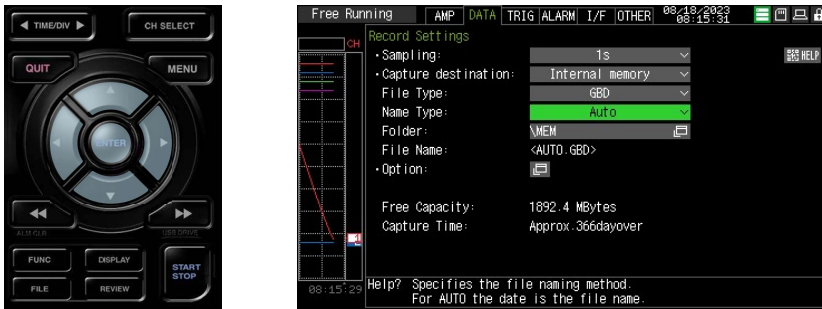 TIME/DIV
CH SELECT
QUIT
MENU
ENTER
ALM CLR
USB DRIVE
FUNC
DISPLAY
START
STOP
FILE
REVIEW
Free Running
AMP
DATA
TRIG
ALARM
I/F
OTHER
08/18/2023
08:15:31
CH
Record Settings
HELP
•Sampling: 1s
•Capture destination: Internal memory
File Type: GBD
Name Type: Auto
Folder: \MEM
File Name: <AUTO.GBD>
•Option:
Free Capacity: 1892.4 MBytes
Capture Time: Approx.366dayover
1
08:15:29
Help? Specifies the file naming method.
For AUTO the date is the file name.